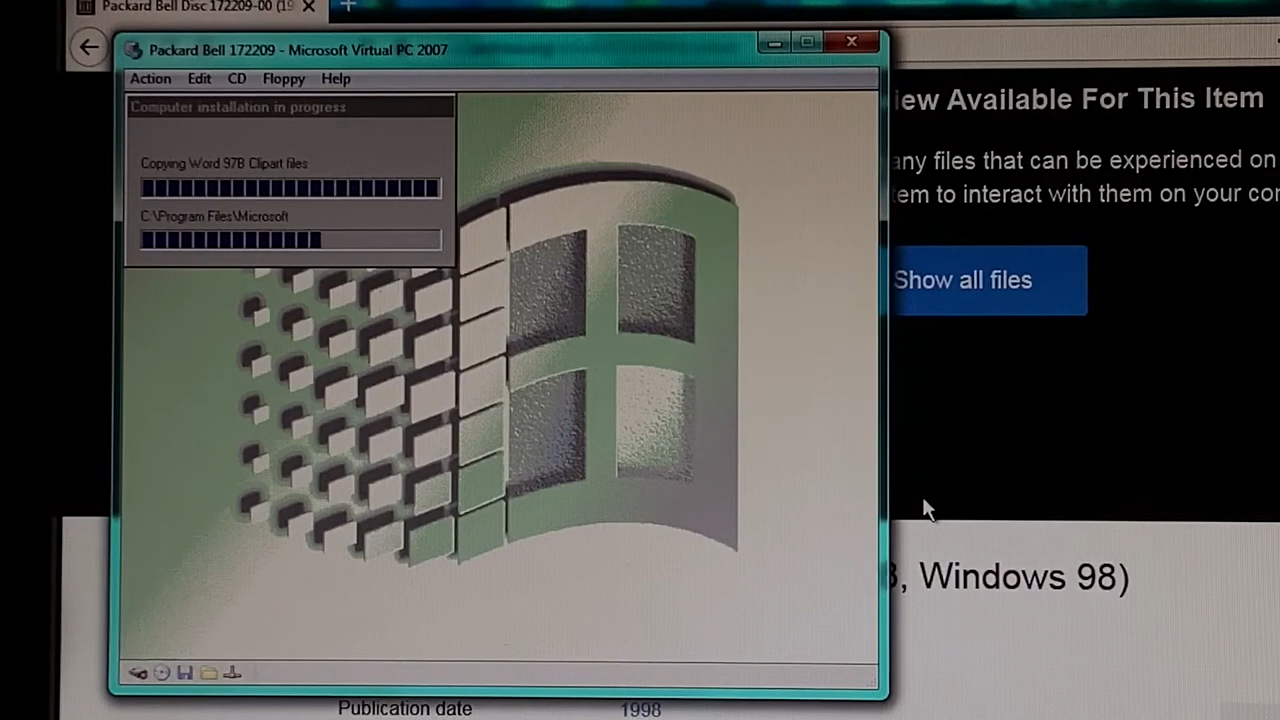 Packard Bell Disc 172209-00 (19
Packard Bell 172209 - Microsoft Virtual PC 2007
Action Edit CD Floppy Help
Computer installation in progress
Copying Word 97B Clipart files
C:\Program Files\Microsoft
iew Available For This Item
any files that can be experienced on
tem to interact with them on your co
Show all files
, Windows 98)
Publication date 1998